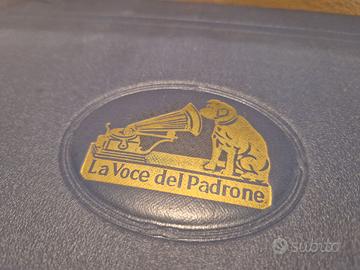 La Voce del Padrone
subito